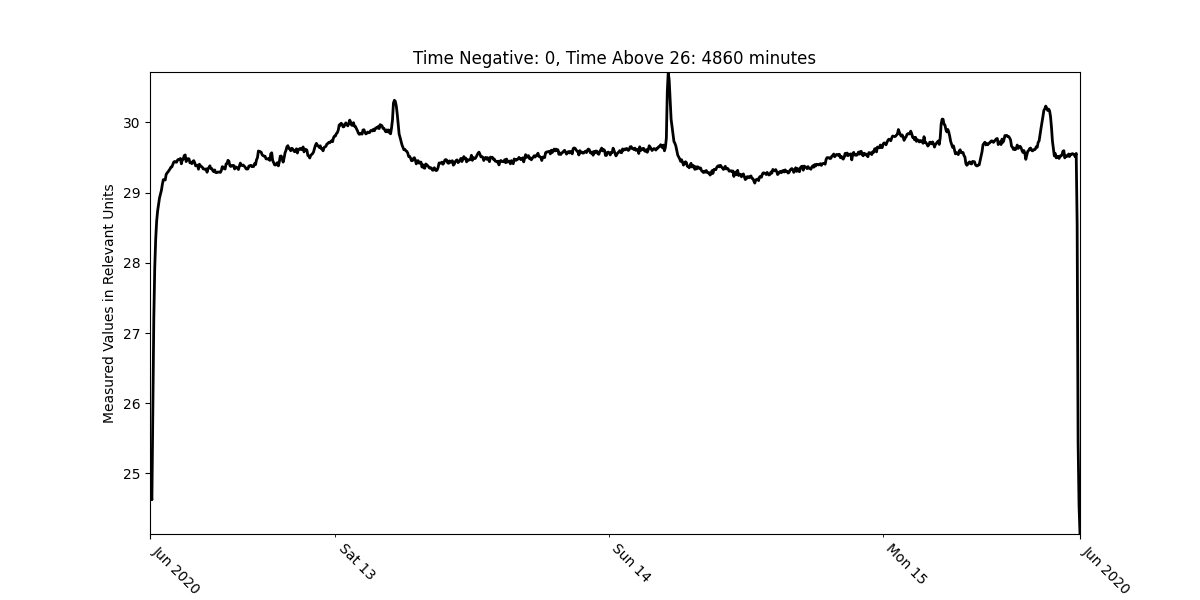 Time Negative: 0, Time Above 26: 4860 minutes
Measured Values in Relevant Units
30
29
28
27
26
25
Jun 2020
Sat 13
Sun 14
Mon 15
Jun 2020